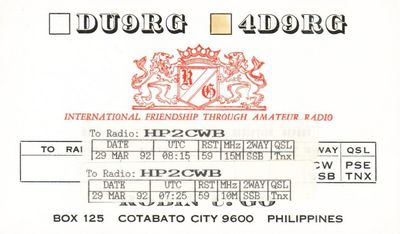 DU9RG 4D9RG
R G
INTERNATIONAL FRIENDSHIP THROUGH AMATEUR RADIO
To Radio: HP2CWB
DATE UTC RST MHz 2WAY QSL
29 MAR 92 08:15 59 15M SSB Tnx
TO RA 2WAY QSL
CW PSE
SB TNX
To Radio: HP2CWB
DATE UTC RST MHz 2WAY QSL
29 MAR 92 07:25 59 10M SSB Tnx
BOX 125 COTABATO CITY 9600 PHILIPPINES